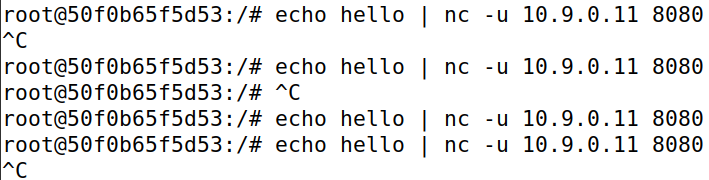 root@50f0b65f5d53:/# echo hello | nc -u 10.9.0.11 8080
^C
root@50f0b65f5d53:/# echo hello | nc -u 10.9.0.11 8080
root@50f0b65f5d53:/# ^C
root@50f0b65f5d53:/# echo hello | nc -u 10.9.0.11 8080
root@50f0b65f5d53:/# echo hello | nc -u 10.9.0.11 8080
^C